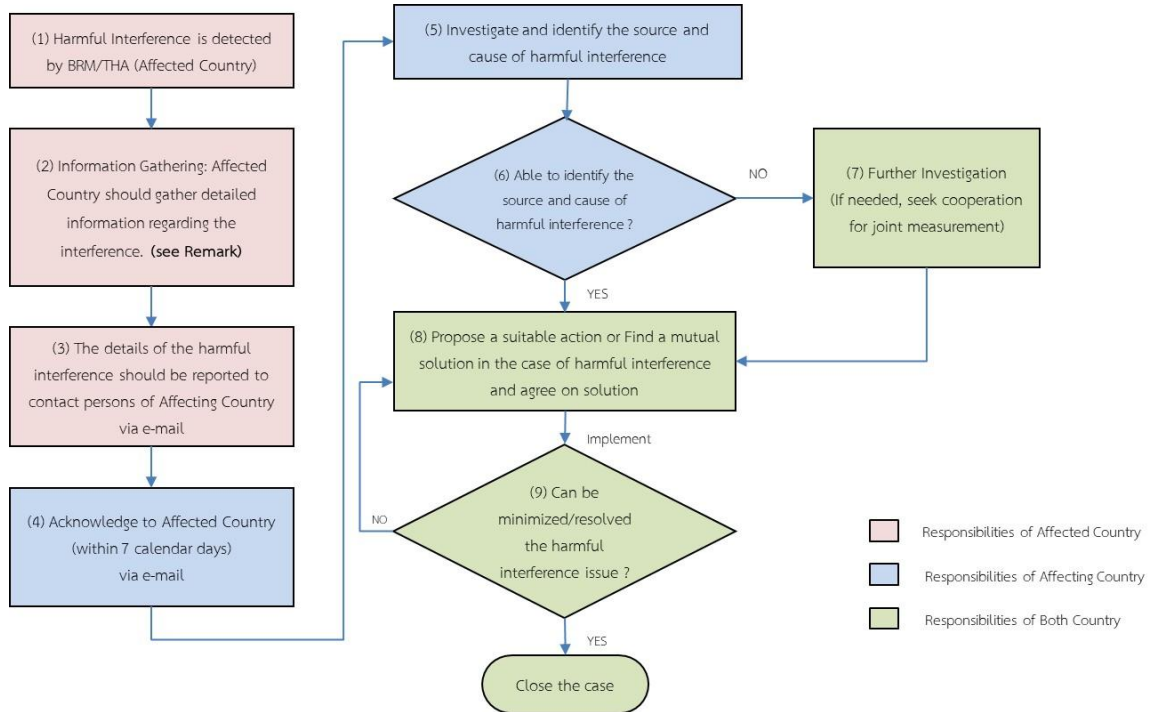 (1) Harmful Interference is detected
by BRM/THA (Affected Country)
(2) Information Gathering: Affected
Country should gather detailed
information regarding the
interference. (see Remark)
(3) The details of the harmful
interference should be reported to
contact persons of Affecting Country
via e-mail
(4) Acknowledge to Affected Country
(within 7 calendar days)
via e-mail
(5) Investigate and identify the source and
cause of harmful interference
(6) Able to identify the
source and cause of
harmful interference ?
NO
(7) Further Investigation
(If needed, seek cooperation
for joint measurement)
YES
(8) Propose a suitable action or Find a mutual
solution in the case of harmful interference
and agree on solution
Implement
(9) Can be
minimized/resolved
the harmful
interference issue ?
NO
YES
Close the case
Responsibilities of Affected Country
Responsibilities of Affecting Country
Responsibilities of Both Country